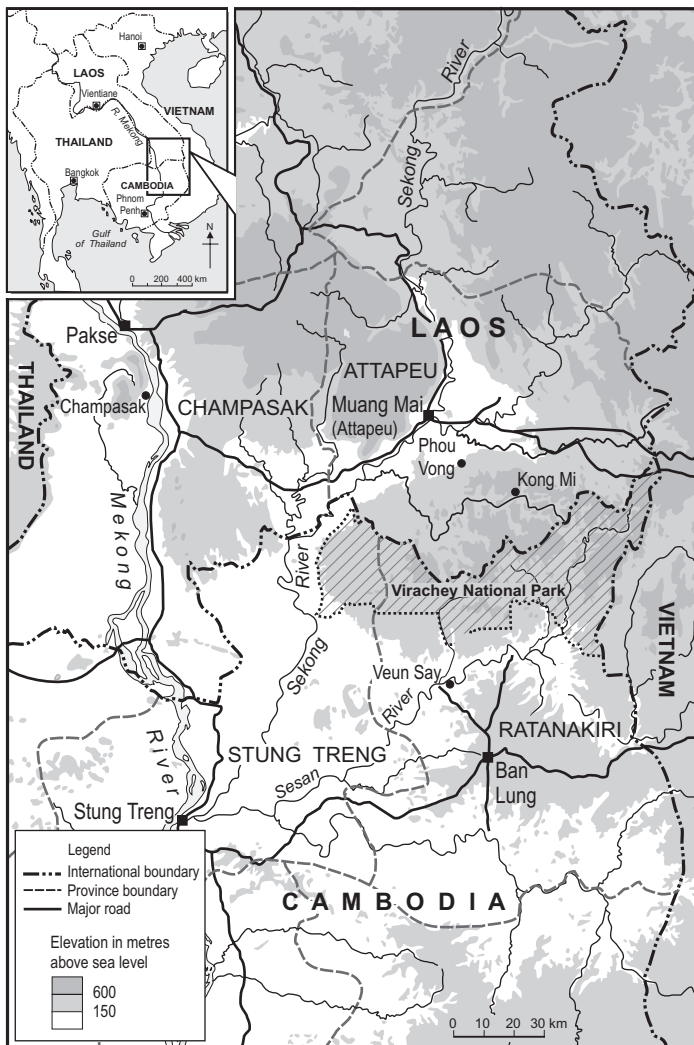 Hanoi
LAOS
Vientiane
R. Mekong
VIETNAM
THAILAND
Bangkok
CAMBODIA
Phnom
Penh
Gulf
of Thailand
N
0 200 400 km
River
Sekong
LAOS
Pakse
THAILAND
ATTAPEU
Champasak
CHAMPASAK
Muang Mai
(Attapeu)
Phou
Vong
Kong Mi
Mekong
River
Virachey National Park
VIETNAM
Sekong
Veun Say
River
RATANAKIRI
River
STUNG TRENG
Sesan
Ban
Lung
Stung Treng
CAMBODIA
Legend
International boundary
Province boundary
Major road
Elevation in metres
above sea level
600
150
0 10 20 30 km